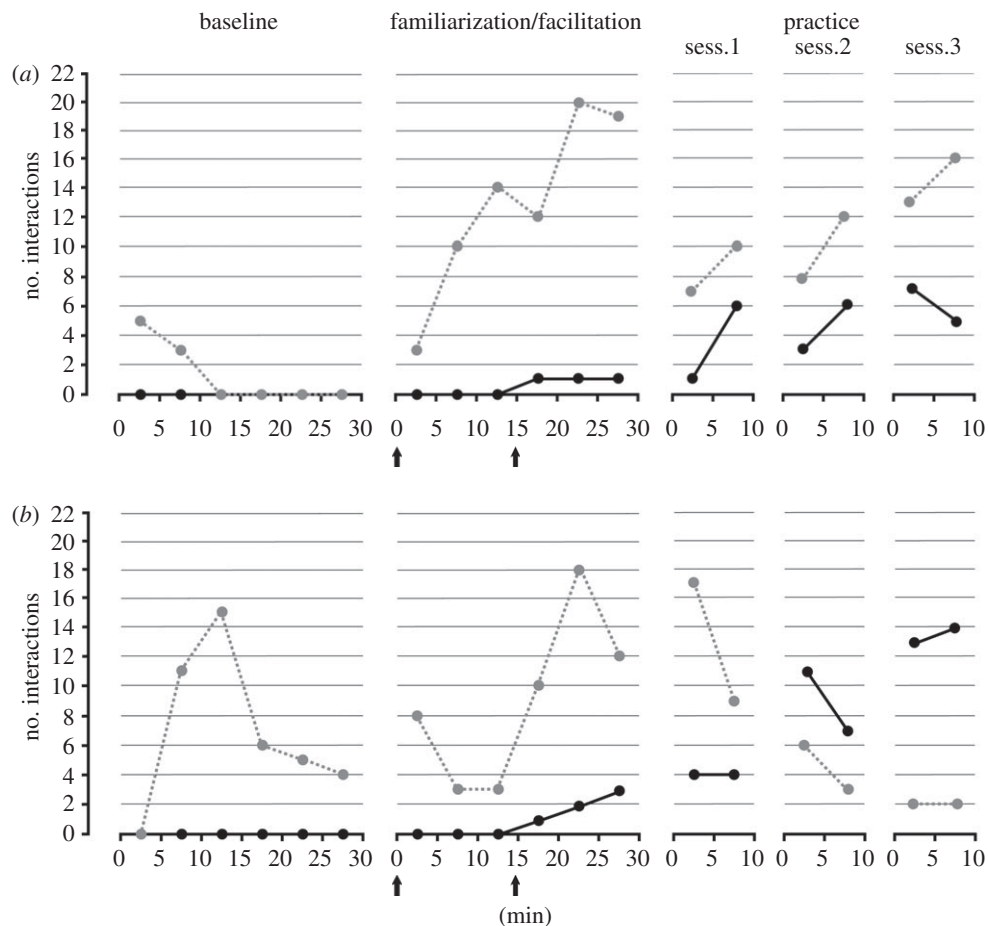 baseline familiarization/facilitation practice
sess.1 sess.2 sess.3
(a)
no. interactions
22
20
18
16
14
12
10
8
6
4
2
0
0 5 10 15 20 25 30 0 5 10 15 20 25 30 0 5 10 0 5 10 0 5 10
(b)
no. interactions
22
20
18
16
14
12
10
8
6
4
2
0
0 5 10 15 20 25 30 0 5 10 15 20 25 30 0 5 10 0 5 10 0 5 10
(min)